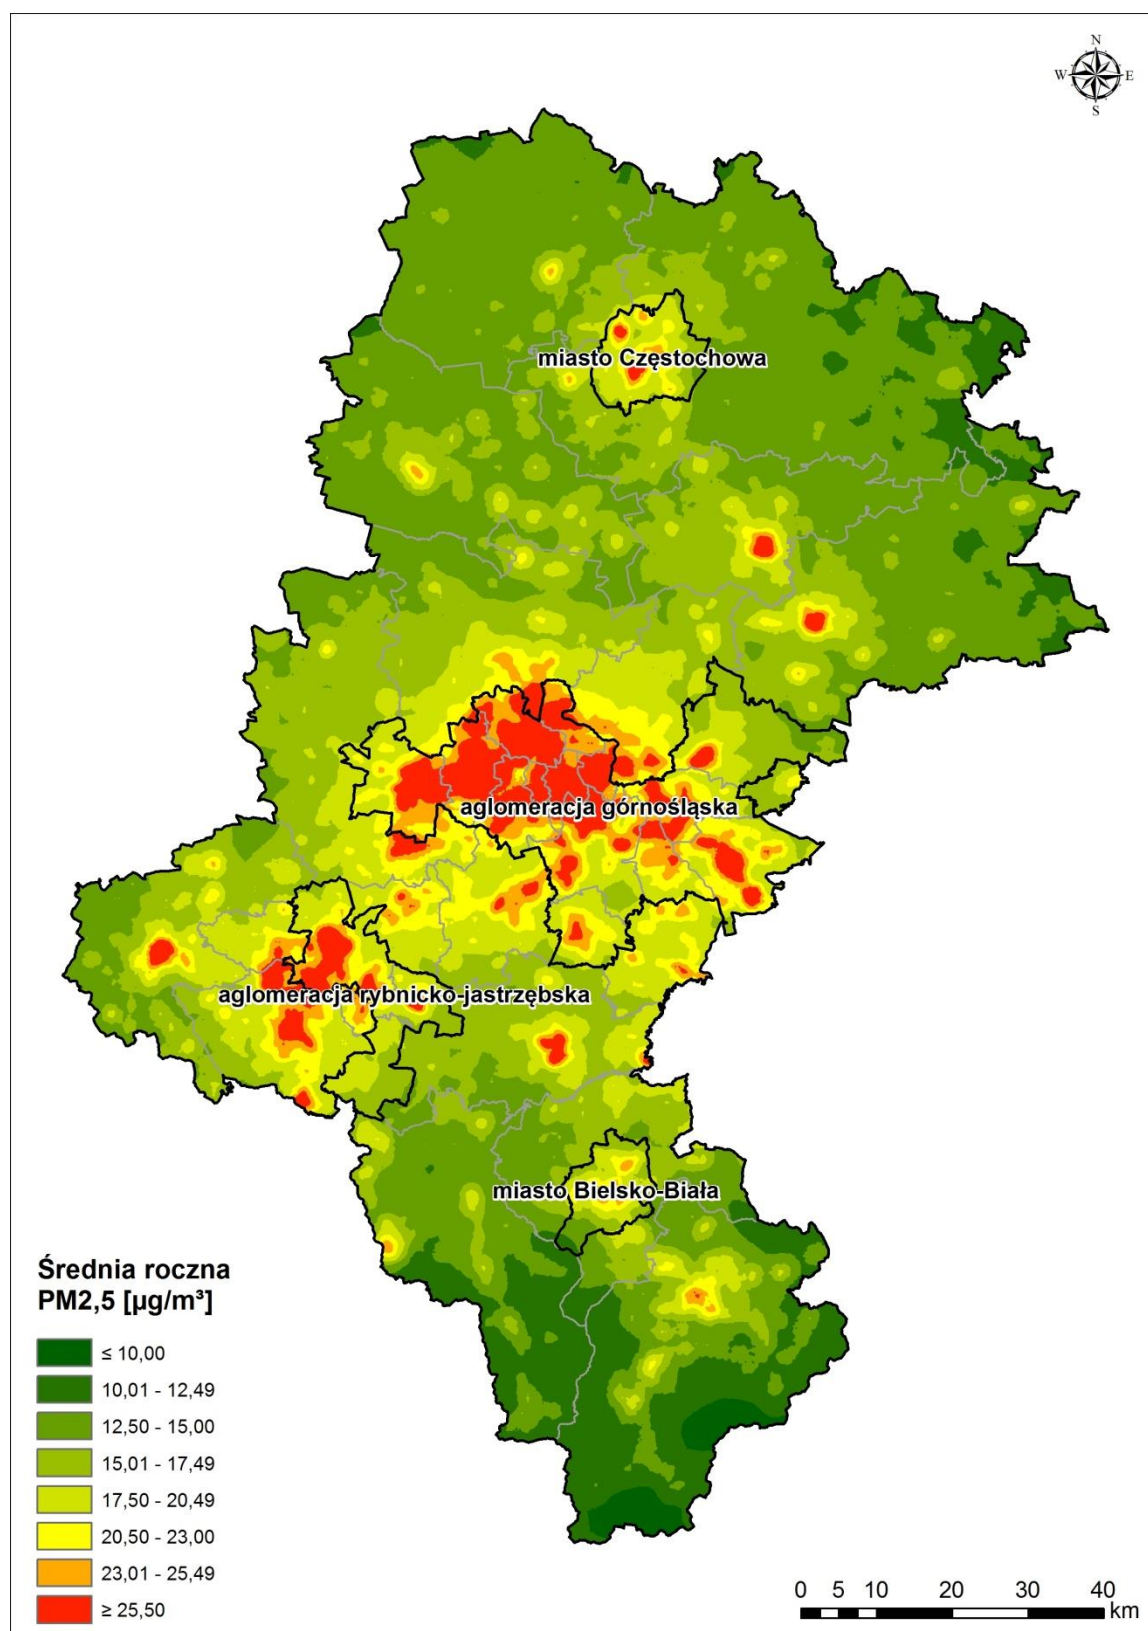 N
W E
S
miasto Częstochowa
aglomeracja górnośląska
aglomeracja rybnicko-jastrzębska
miasto Bielsko-Biała
Średnia roczna
PM2,5 [µg/m³]
≤ 10,00
10,01 - 12,49
12,50 - 15,00
15,01 - 17,49
17,50 - 20,49
20,50 - 23,00
23,01 - 25,49
≥ 25,50
0 5 10 20 30 40
km